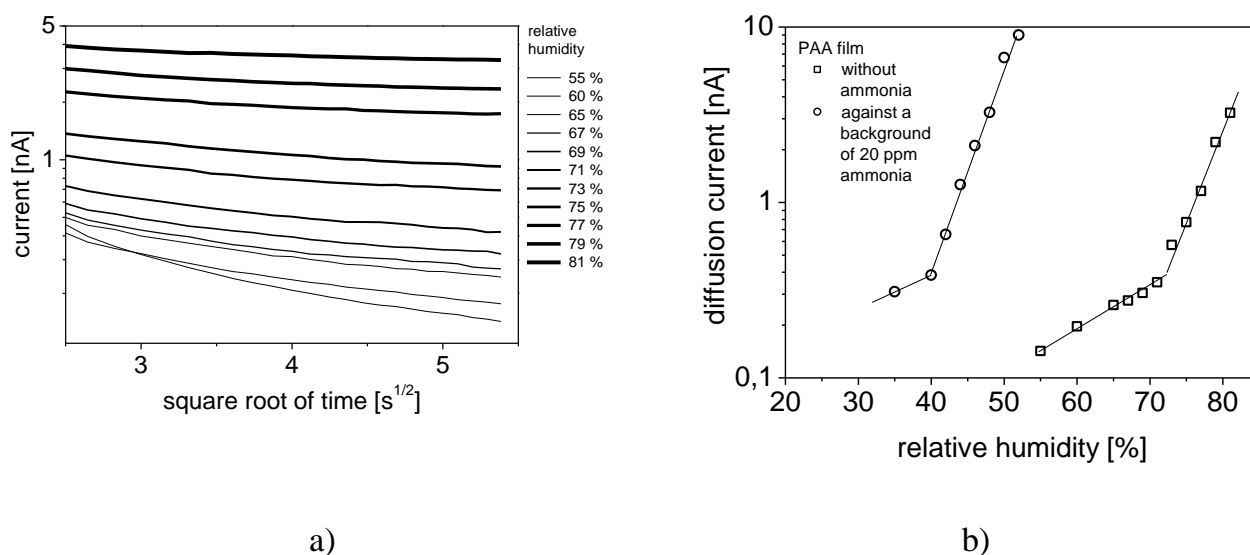 5
1
current [nA]
3 4 5
square root of time [s^1/2]
relative
humidity
55 %
60 %
65 %
67 %
69 %
71 %
73 %
75 %
77 %
79 %
81 %
a)
10
1
0,1
diffusion current [nA]
20 30 40 50 60 70 80
relative humidity [%]
PAA film
without
ammonia
against a
background
of 20 ppm
ammonia
b)